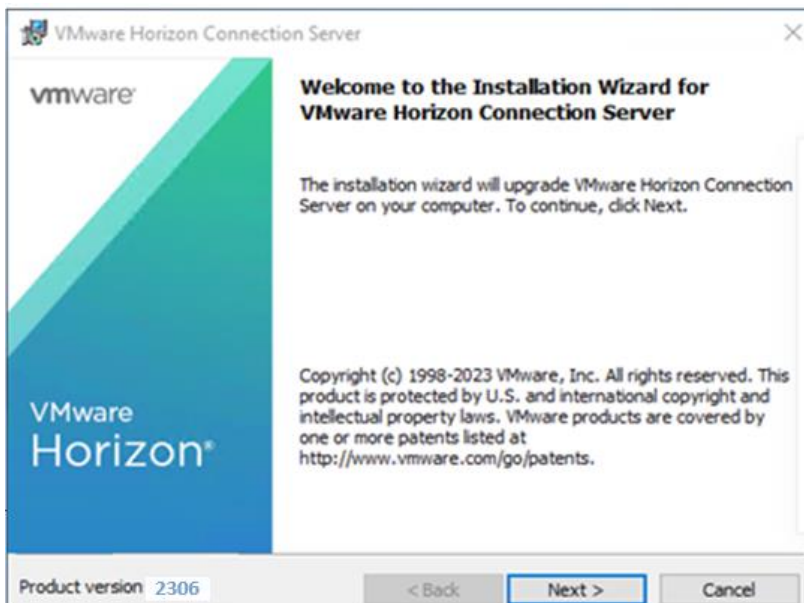 VMware Horizon Connection Server
vmware
Welcome to the Installation Wizard for
VMware Horizon Connection Server
The installation wizard will upgrade VMware Horizon Connection
Server on your computer. To continue, click Next.
Copyright (c) 1998-2023 VMware, Inc. All rights reserved. This
product is protected by U.S. and international copyright and
intellectual property laws. VMware products are covered by
one or more patents listed at
http://www.vmware.com/go/patents.
VMware
Horizon®
Product version 2306
< Back
Next >
Cancel